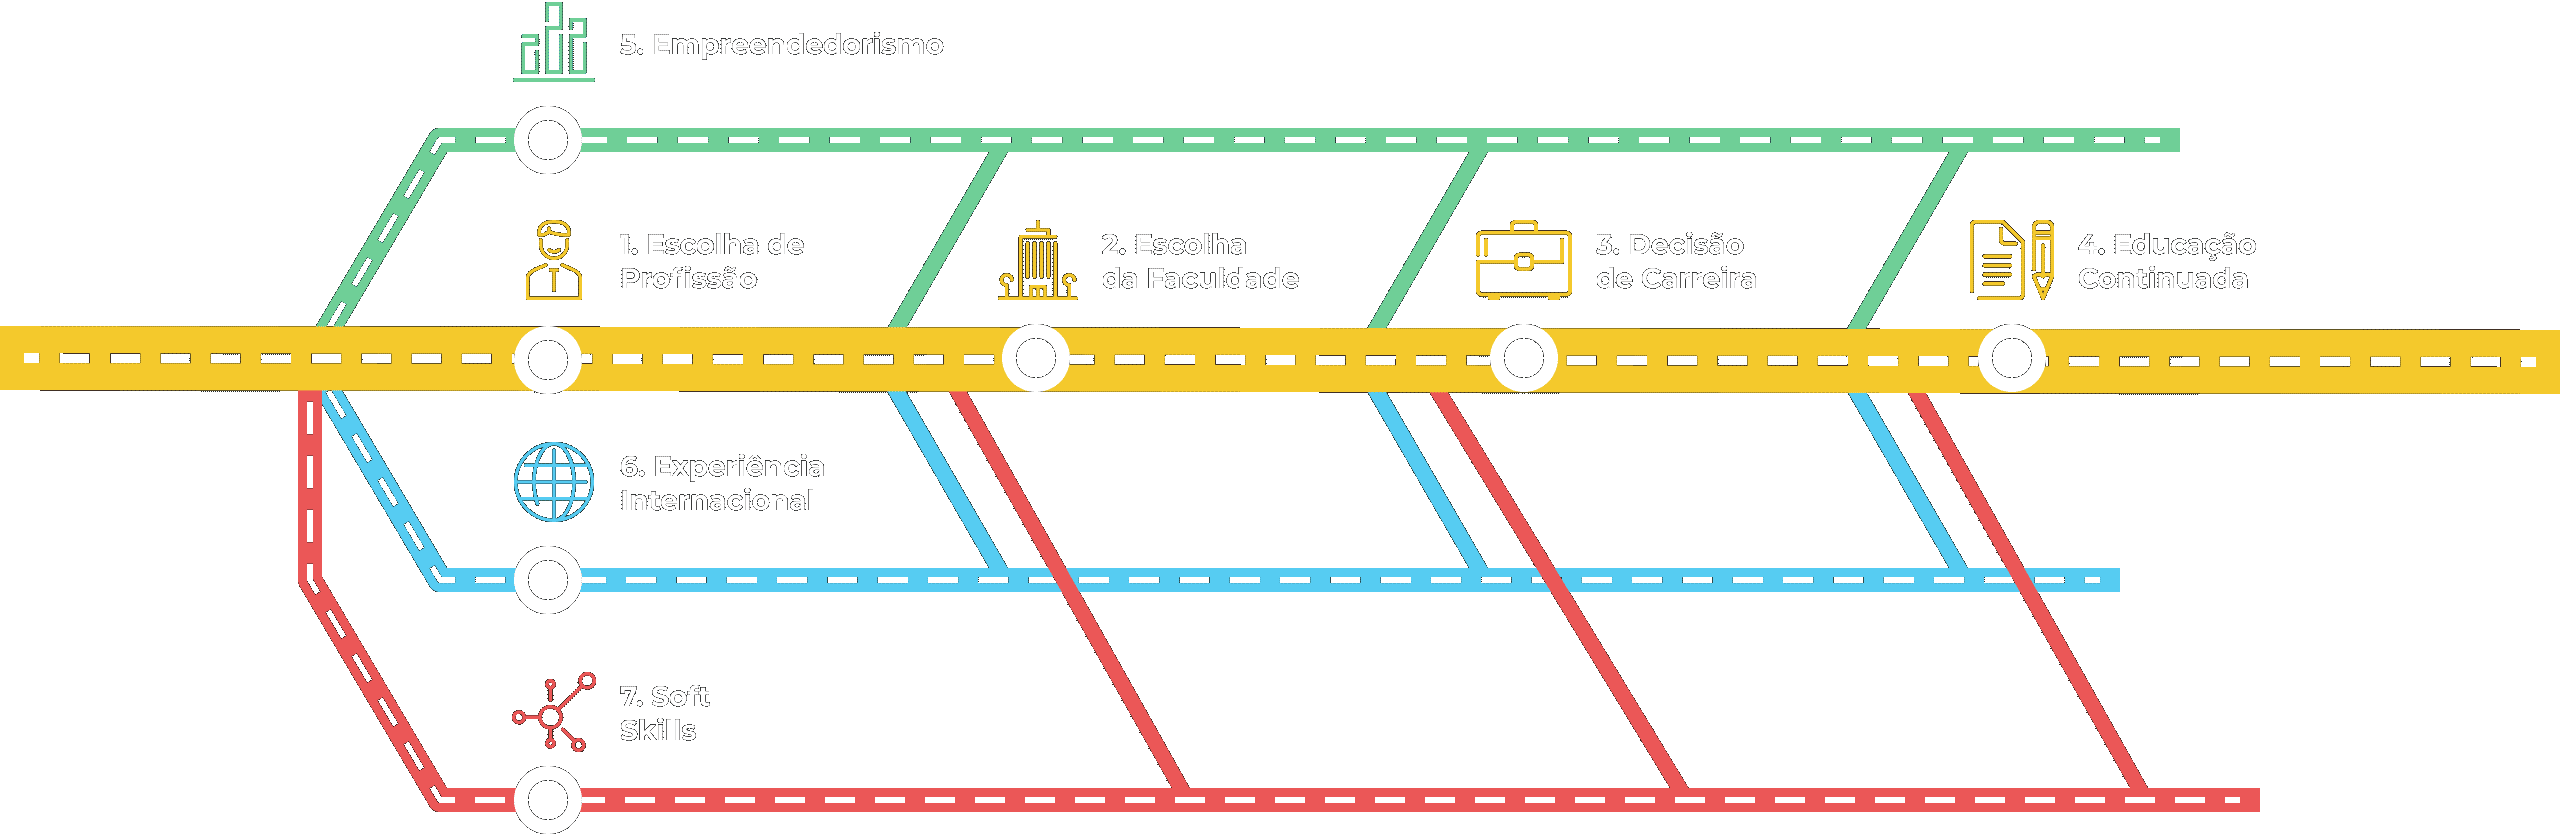 5. Empreendedorismo
1. Escolha de
Profissão
2. Escolha
da Faculdade
3. Decisão
de Carreira
4. Educação
Continuada
6. Experiência
Internacional
7. Soft
Skills